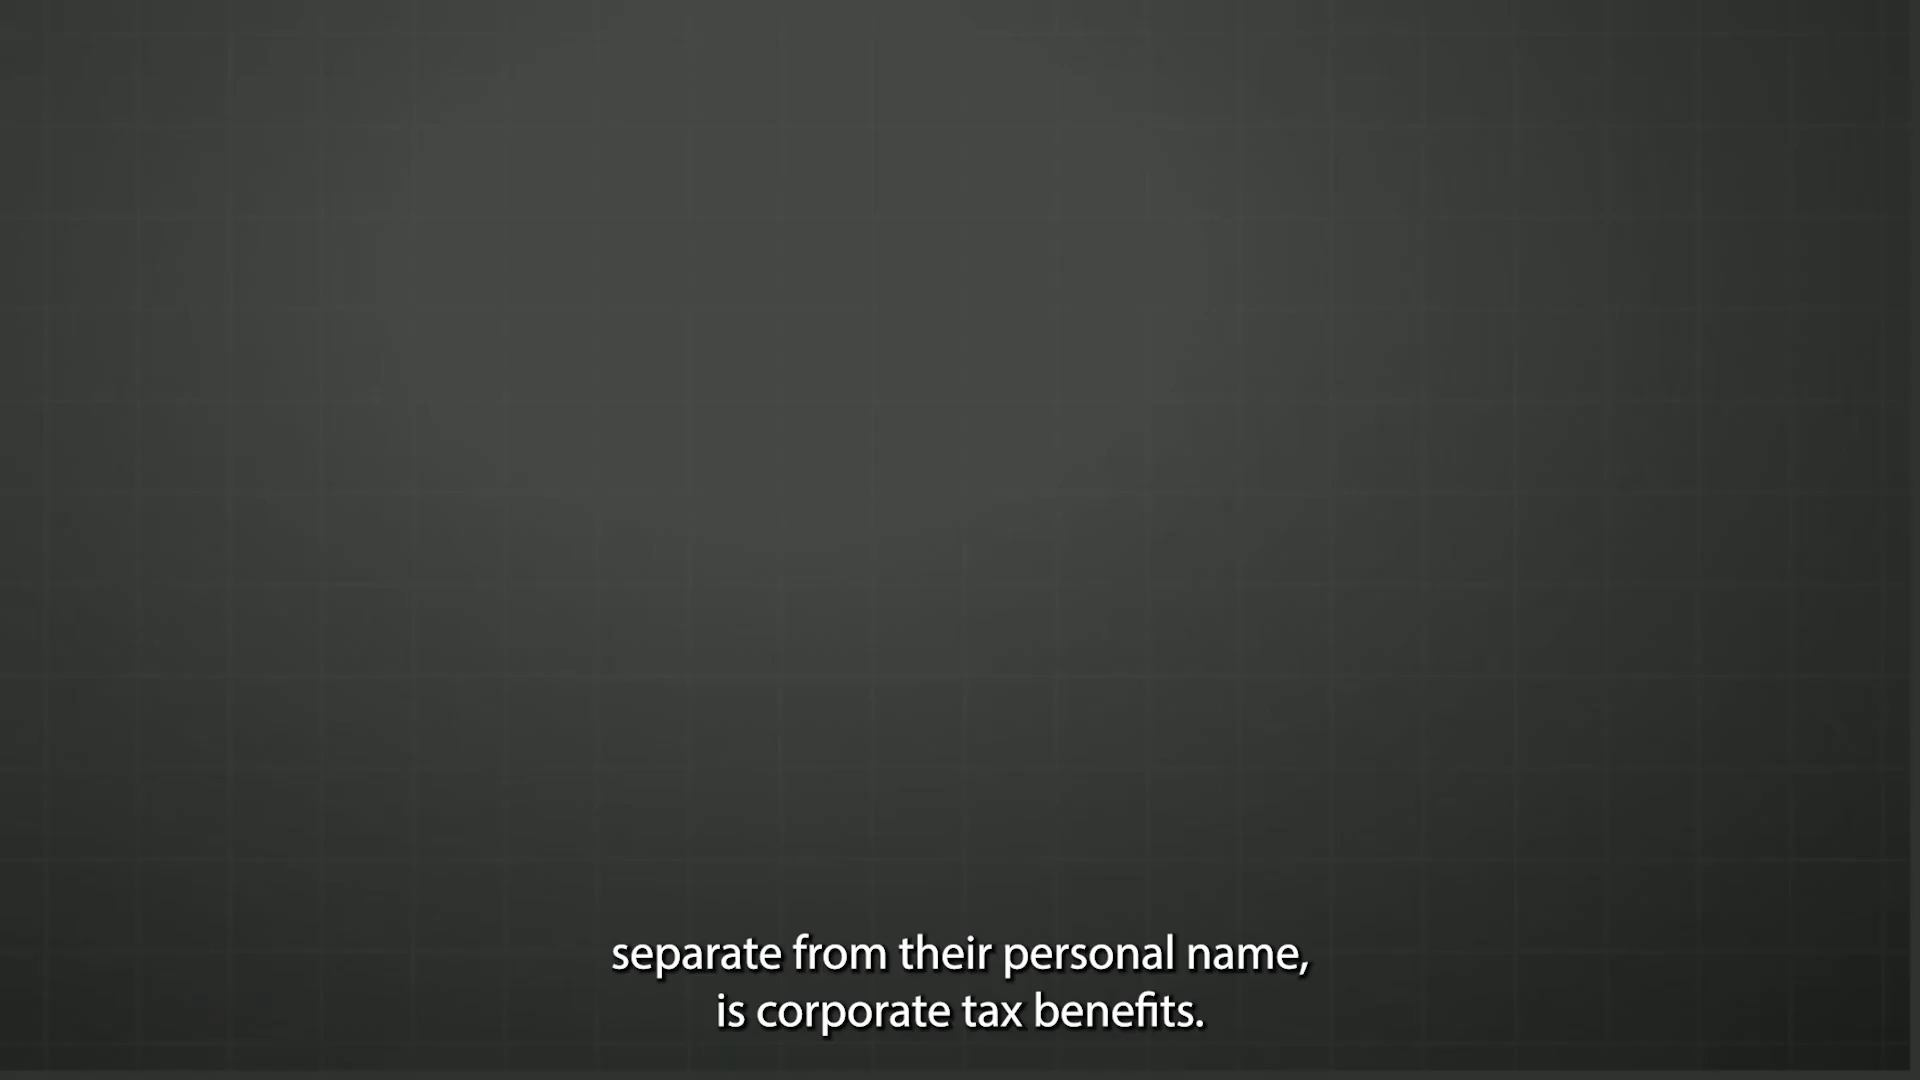 separate from their personal name,
is corporate tax benefits.